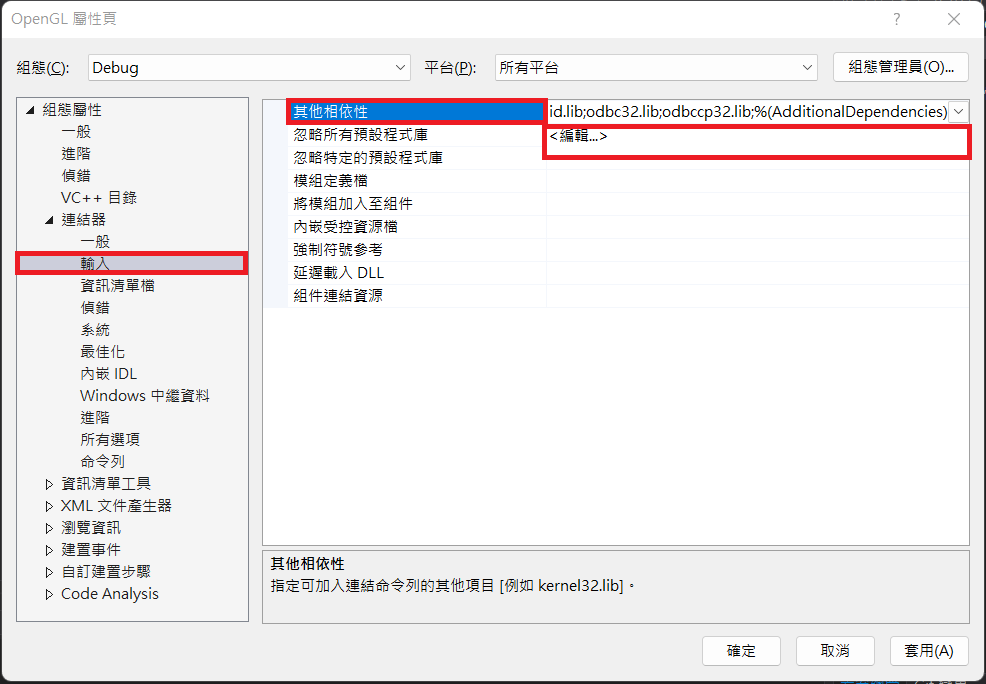 OpenGL 屬性頁
組態(C): Debug 平台(P): 所有平台 組態管理員(O)...
組態屬性
一般
進階
偵錯
VC++ 目錄
連結器
一般
輸入
資訊清單檔
偵錯
系統
最佳化
內嵌 IDL
Windows 中繼資料
進階
所有選項
命令列
資訊清單工具
XML 文件產生器
瀏覽資訊
建置事件
自訂建置步驟
Code Analysis
其他相依性 id.lib;odbc32.lib;odbccp32.lib;%(AdditionalDependencies)
忽略所有預設程式庫 <編輯...>
忽略特定的預設程式庫
模組定義檔
將模組加入至組件
內嵌受控資源檔
強制符號參考
延遲載入 DLL
組件連結資源
其他相依性
指定可加入連結命令列的其他項目 [例如 kernel32.lib]。
確定 取消 套用(A)